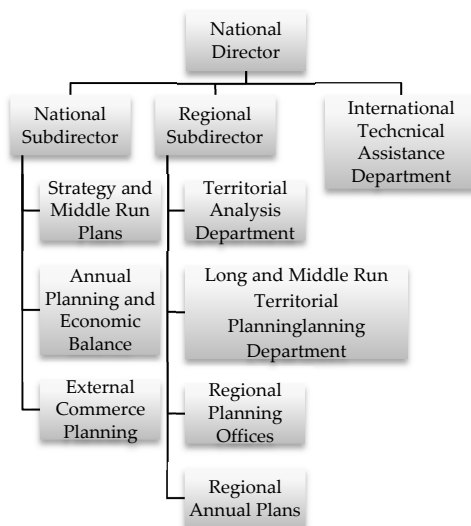 National
Director
National
Subdirector
Regional
Subdirector
International
Techcnical
Assistance
Department
Strategy and
Middle Run
Plans
Territorial
Analysis
Department
Annual
Planning and
Economic
Balance
Long and Middle Run
Territorial
Planninglanning
Department
External
Commerce
Planning
Regional
Planning
Offices
Regional
Annual Plans